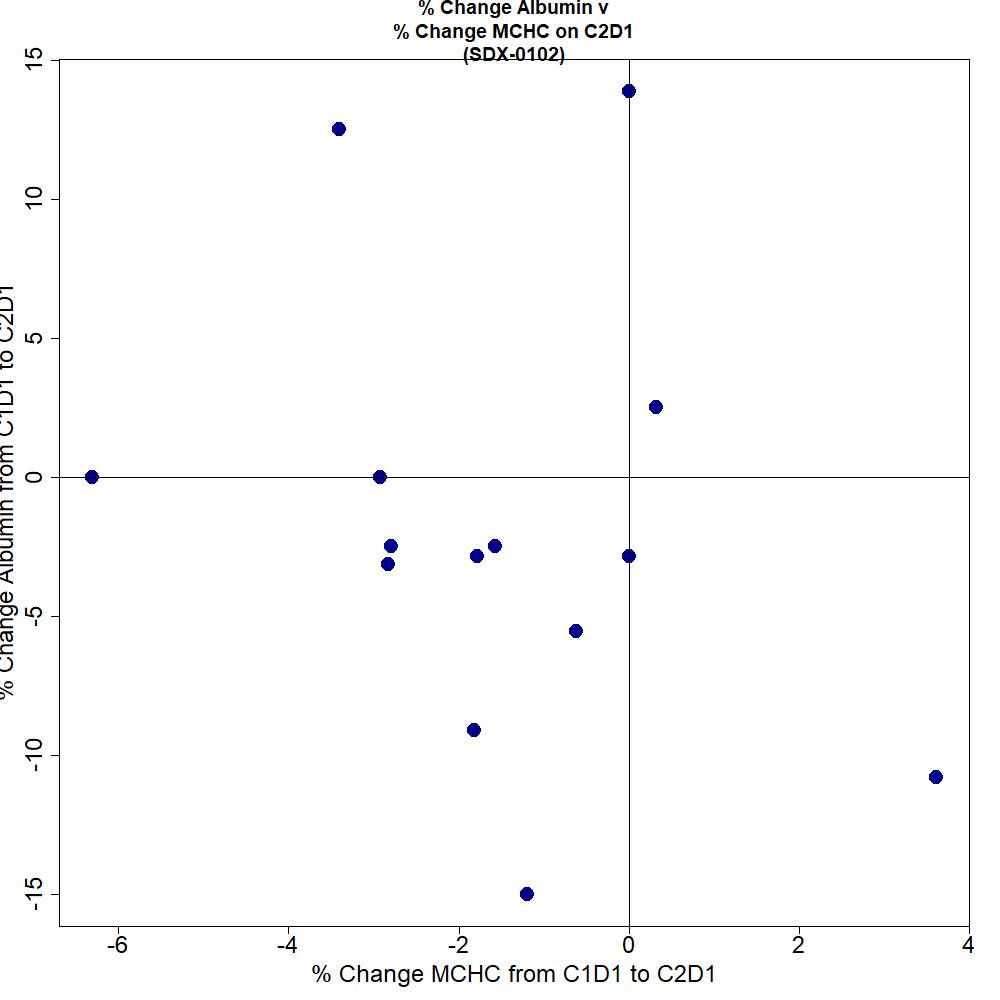 % Change Albumin v
% Change MCHC on C2D1
(SDX-0102)
% Change Albumin from C1D1 to C2D1
15
10
5
0
-5
-10
-15
-6
-4
-2
0
2
4
% Change MCHC from C1D1 to C2D1